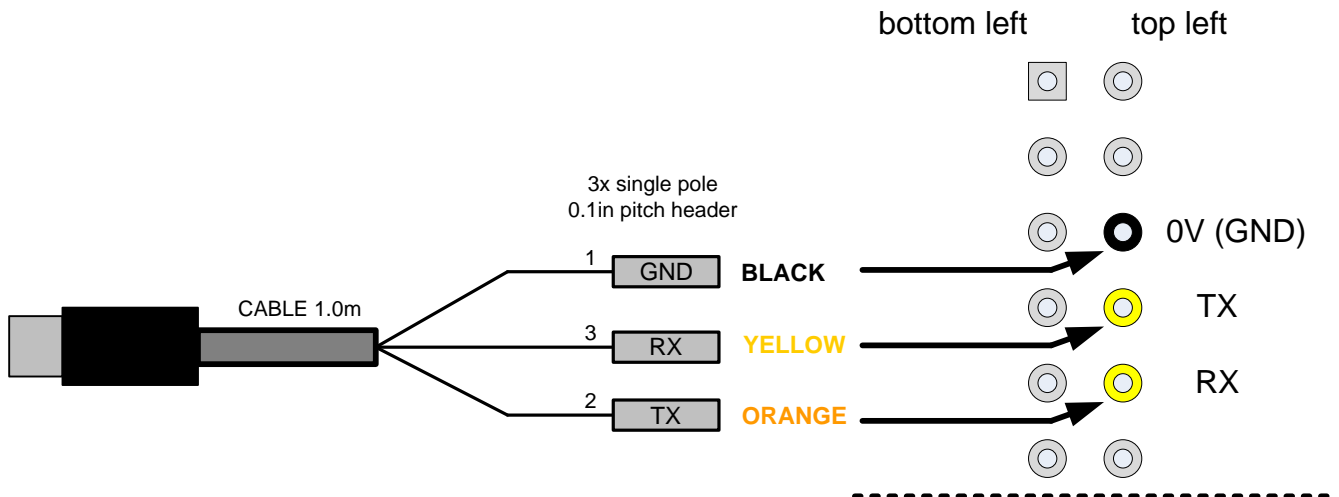 bottom left
top left
3x single pole
0.1in pitch header
0V (GND)
1
GND
BLACK
CABLE 1.0m
TX
3
RX
YELLOW
RX
2
TX
ORANGE